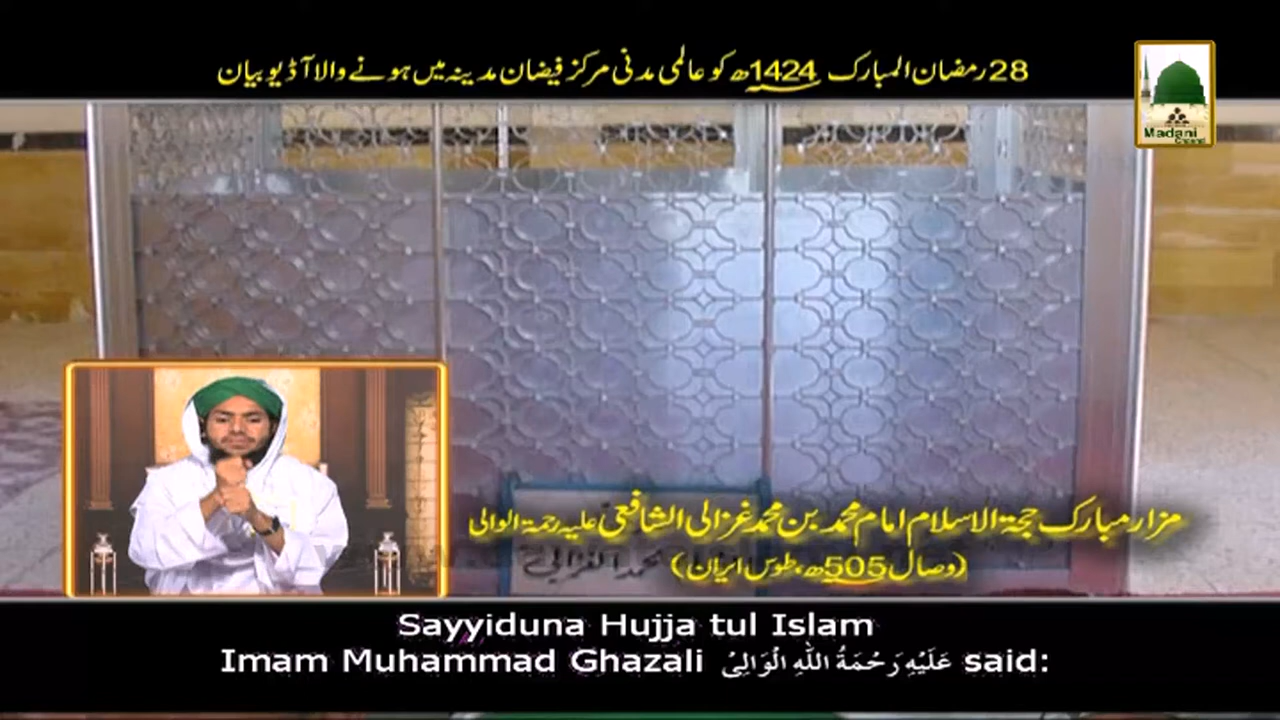 28 رمضان المبارک 1424ھ کو عالمی مدنی مرکز فیضان مدینہ میں ہونے والا آڈیو بیان
Madani
Channel
مزار مبارک حجۃ الاسلام امام محمد بن محمد غزالی الشافعی علیہ رحمۃ الوالی
(وصال 505ھ، طوس ایران)
Sayyiduna Hujja tul Islam
Imam Muhammad Ghazali عَلَيْهِ رَحْمَةُ اللهِ الْوَالِیْ said: